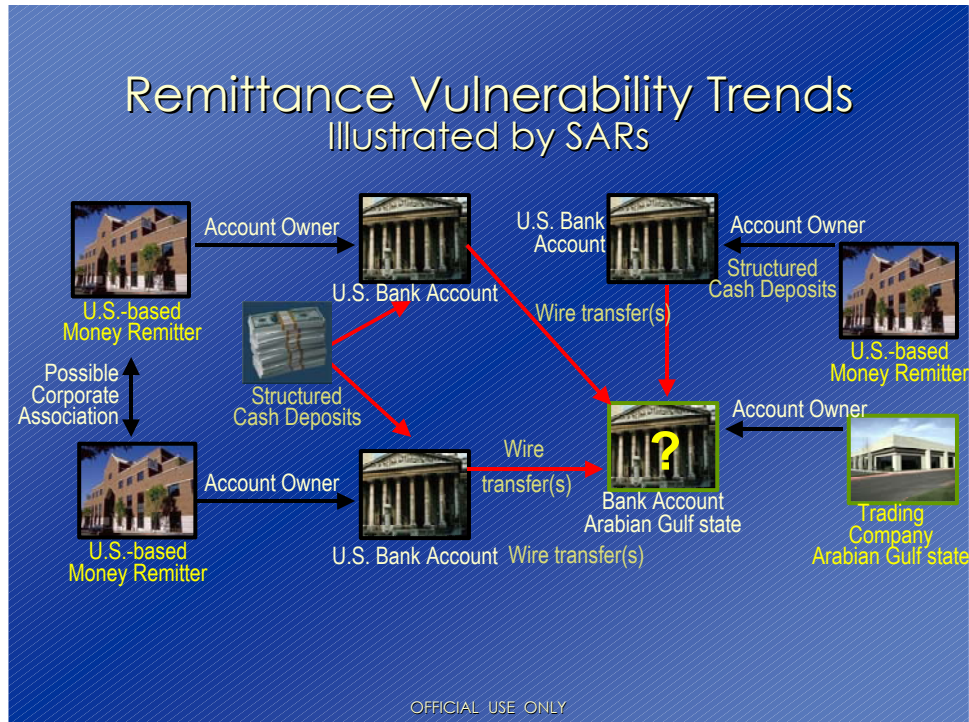 Remittance Vulnerability Trends
Illustrated by SARs
Account Owner
U.S. Bank
Account
Account Owner
Structured
Cash Deposits
U.S. Bank Account
U.S.-based
Money Remitter
Wire transfer(s)
U.S.-based
Money Remitter
Possible
Corporate
Association
Structured
Cash Deposits
Account Owner
?
Wire
transfer(s)
Account Owner
Bank Account
Arabian Gulf state
Trading
Company
Arabian Gulf state
U.S.-based
Money Remitter
U.S. Bank Account
Wire transfer(s)
OFFICIAL USE ONLY